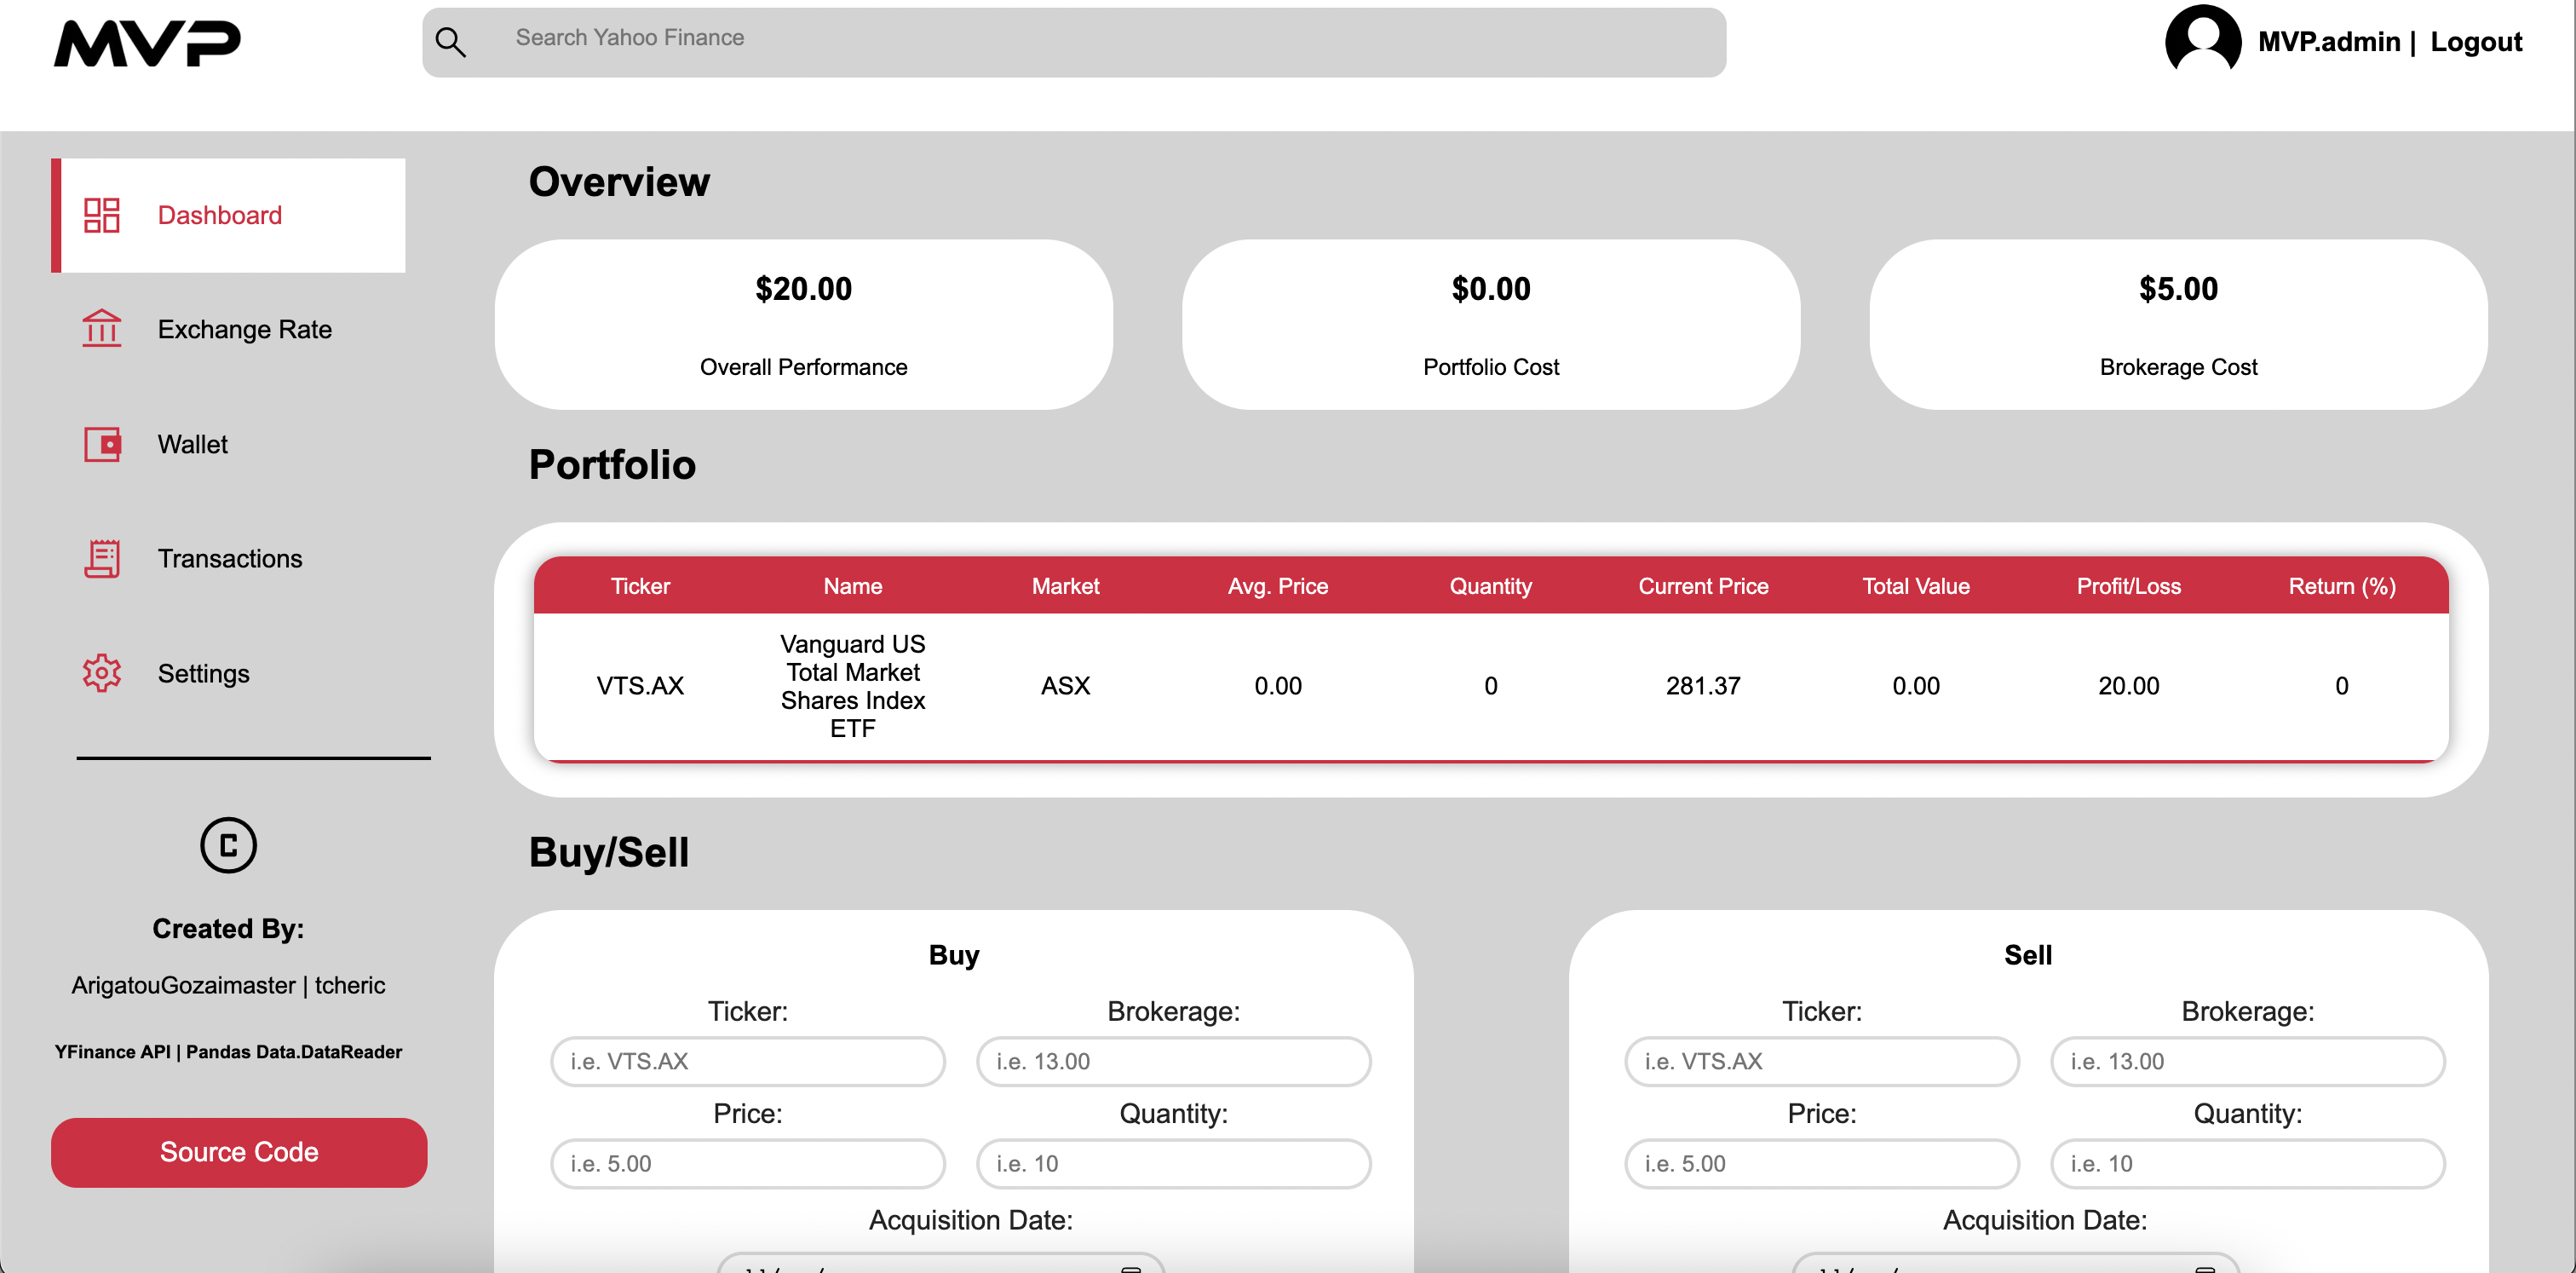 MVP
Search Yahoo Finance
MVP.admin | Logout
Dashboard
Exchange Rate
Wallet
Transactions
Settings
C
Created By:
ArigatouGozaimaster | tcheric
YFinance API | Pandas Data.DataReader
Source Code
Overview
$20.00
Overall Performance
$0.00
Portfolio Cost
$5.00
Brokerage Cost
Portfolio
Ticker Name Market Avg. Price Quantity Current Price Total Value Profit/Loss Return (%)
VTS.AX Vanguard US
Total Market
Shares Index
ETF
ASX 0.00 0 281.37 0.00 20.00 0
Buy/Sell
Buy
Ticker: Brokerage:
i.e. VTS.AX i.e. 13.00
Price: Quantity:
i.e. 5.00 i.e. 10
Acquisition Date:
Sell
Ticker: Brokerage:
i.e. VTS.AX i.e. 13.00
Price: Quantity:
i.e. 5.00 i.e. 10
Acquisition Date: